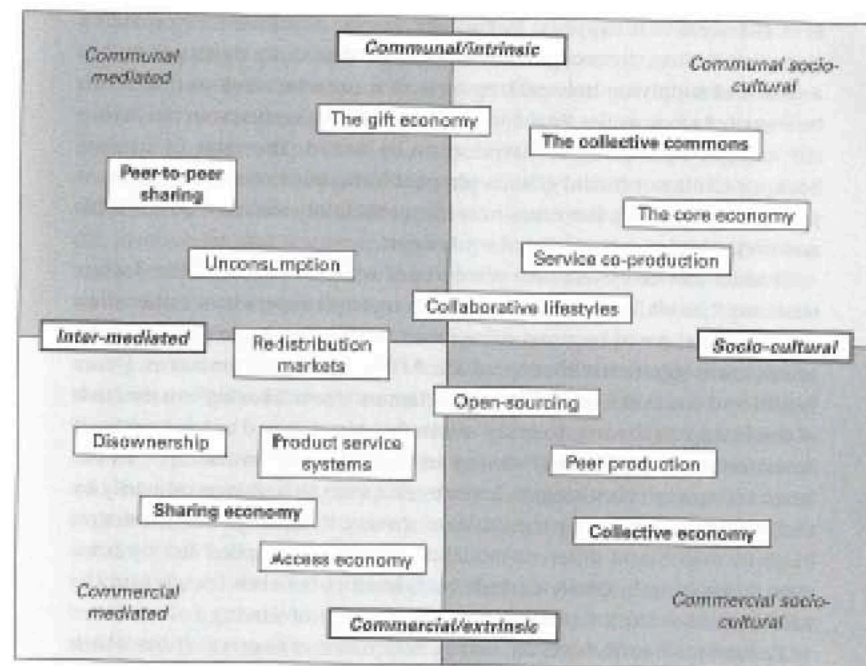 Communal
mediated
Communal/intrinsic
Communal socio-
cultural
The gift economy
The collective commons
Peer-to-peer
sharing
The core economy
Unconsumption
Service co-production
Collaborative lifestyles
Inter-mediated
Redistribution
markets
Socio-cultural
Open-sourcing
Disownership
Product service
systems
Peer production
Sharing economy
Collective economy
Access economy
Commercial
mediated
Commercial/extrinsic
Commercial socio-
cultural